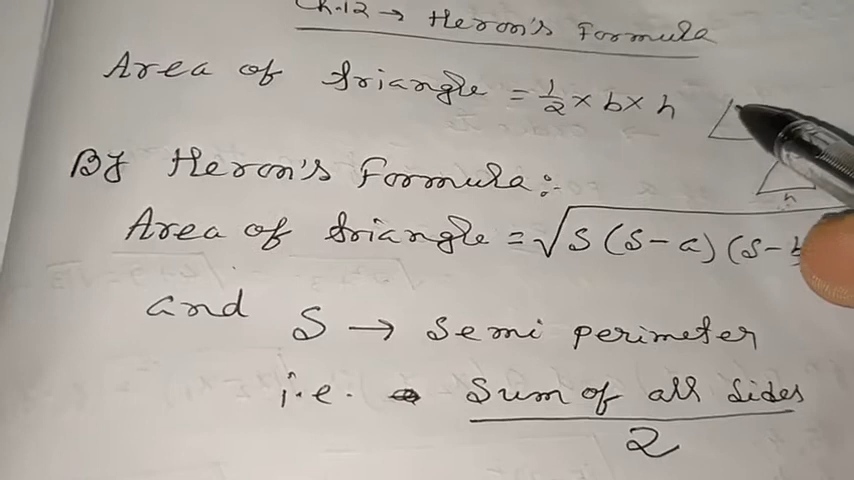 Ch.12 → Heron's Formula
Area of triangle = 1/2 × b × h
By Heron's Formula :-
Area of triangle = √S(S-a)(S-b
and S → Semi perimeter
i.e. Sum of all sides / 2
h